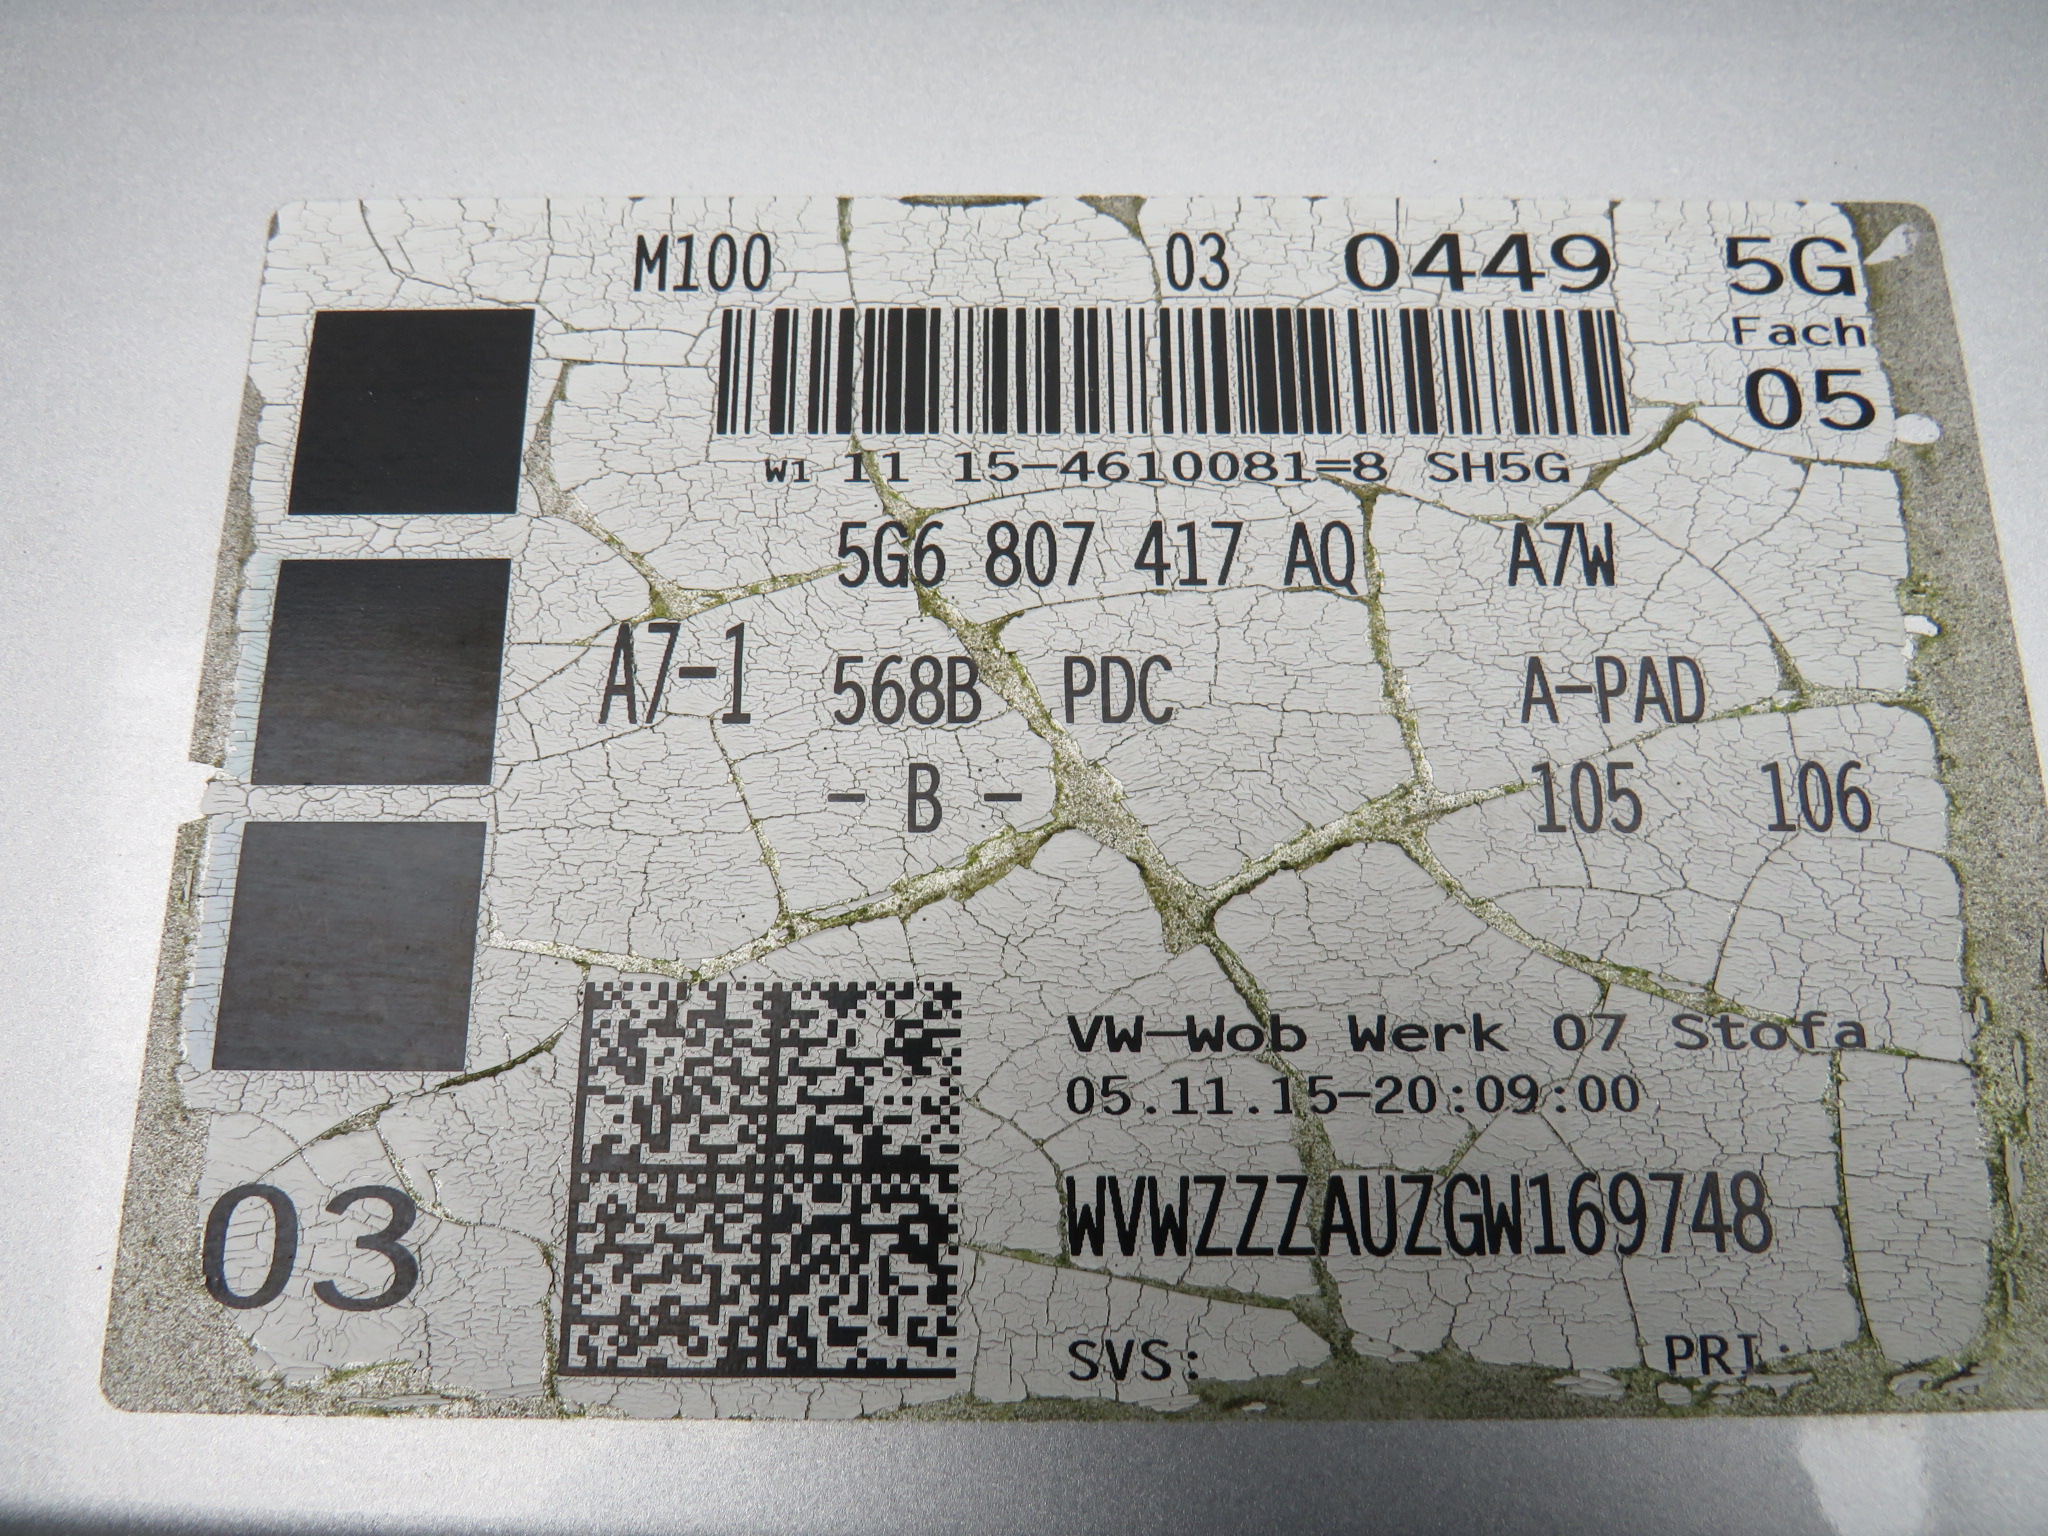 M100 03 0449 5G
Fach
05
W1 11 15-4610081=8 SH5G
5G6 807 417 AQ A7W
A7-1 568B PDC A-PAD
- B - 105 106
VW-Wob Werk 07 Stofa
05.11.15-20:09:00
03 WVWZZZAUZGW169748
SVS: PRI: